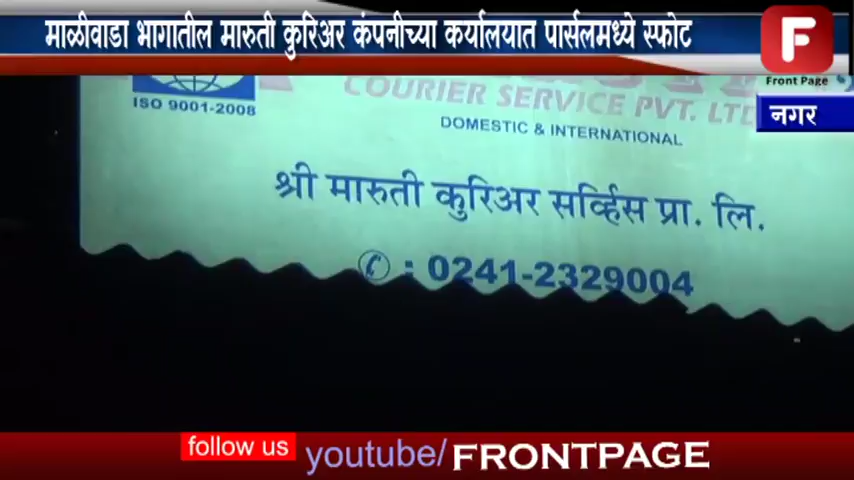 माळीवाडा भागातील मारुती कुरिअर कंपनीच्या कर्यालयात पार्सलमध्ये स्फोट
F
Front Page
नगर
ISO 9001-2008
COURIER SERVICE PVT. LTD
DOMESTIC & INTERNATIONAL
श्री मारुती कुरिअर सर्व्हिस प्रा. लि.
✆ : 0241-2329004
follow us youtube/ FRONTPAGE